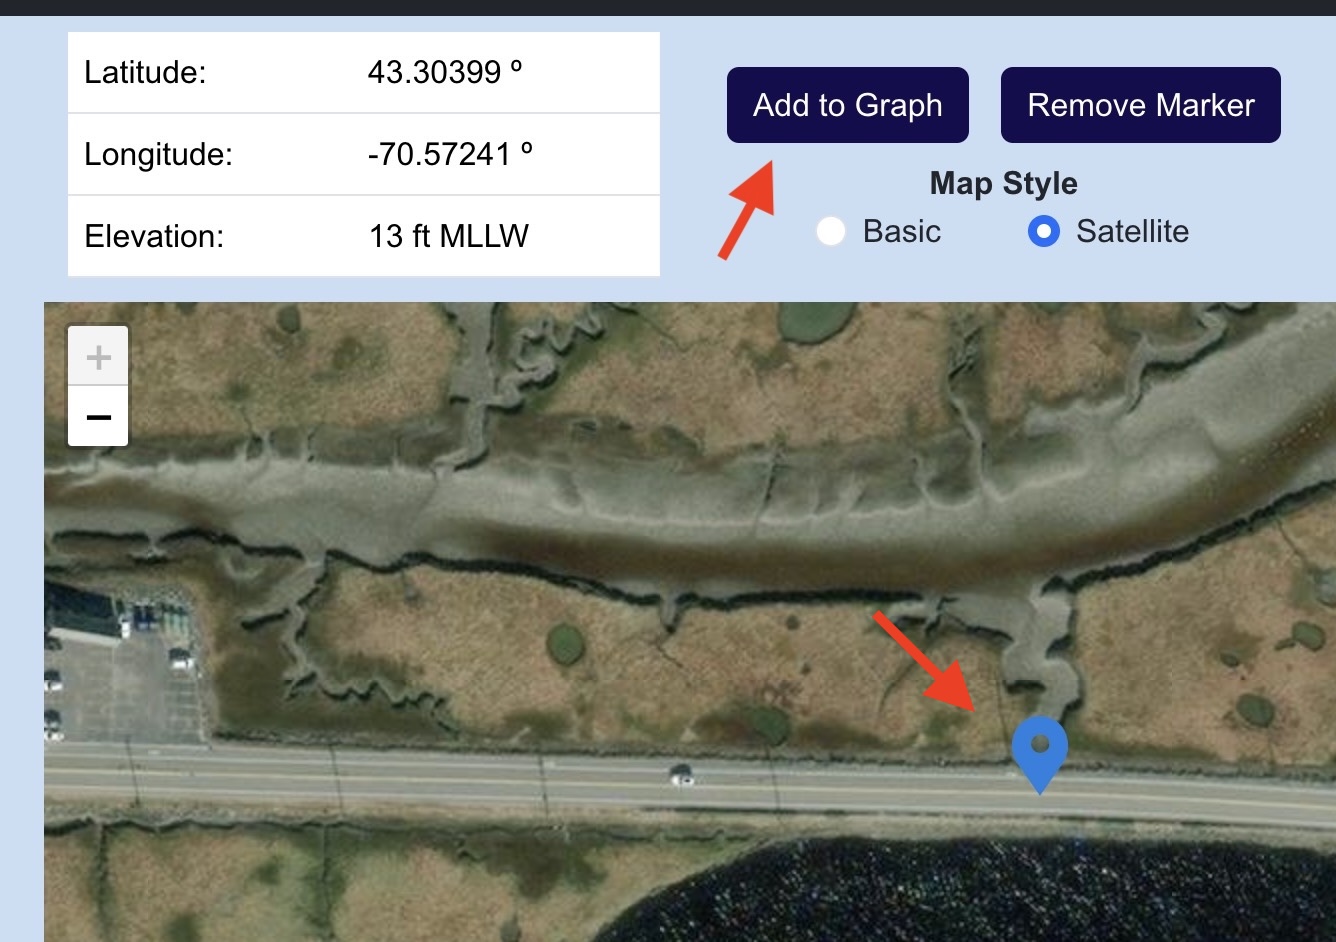 Latitude: 43.30399 º
Longitude: -70.57241 º
Elevation: 13 ft MLLW
Add to Graph Remove Marker
Map Style
Basic Satellite
+
−